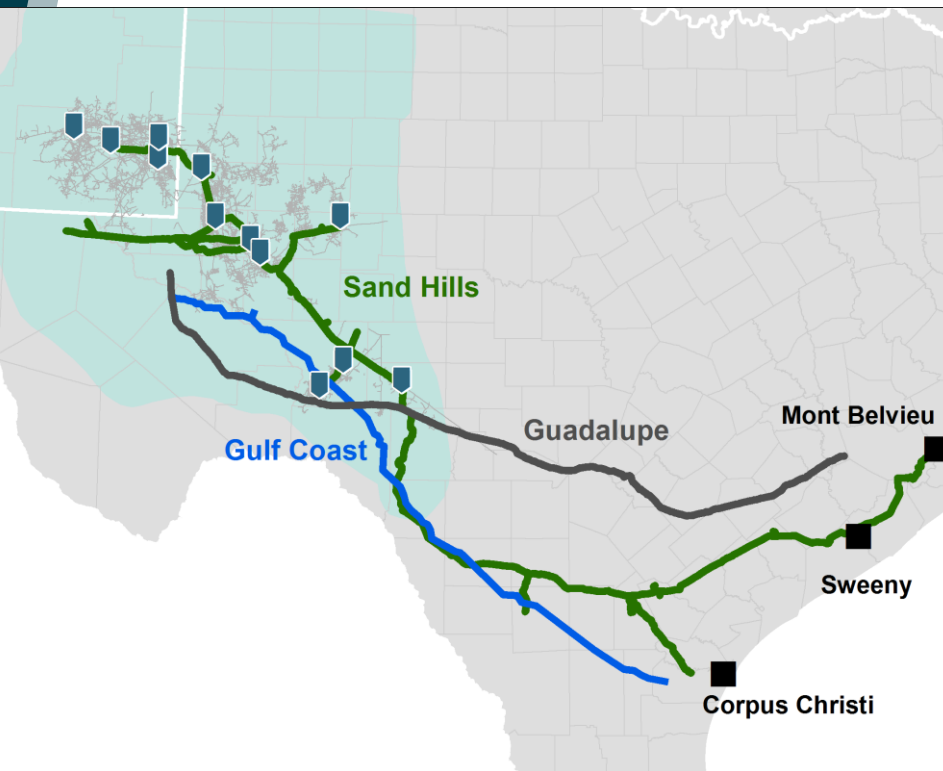 Sand Hills
Mont Belvieu
Guadalupe
Gulf Coast
Sweeny
Corpus Christi